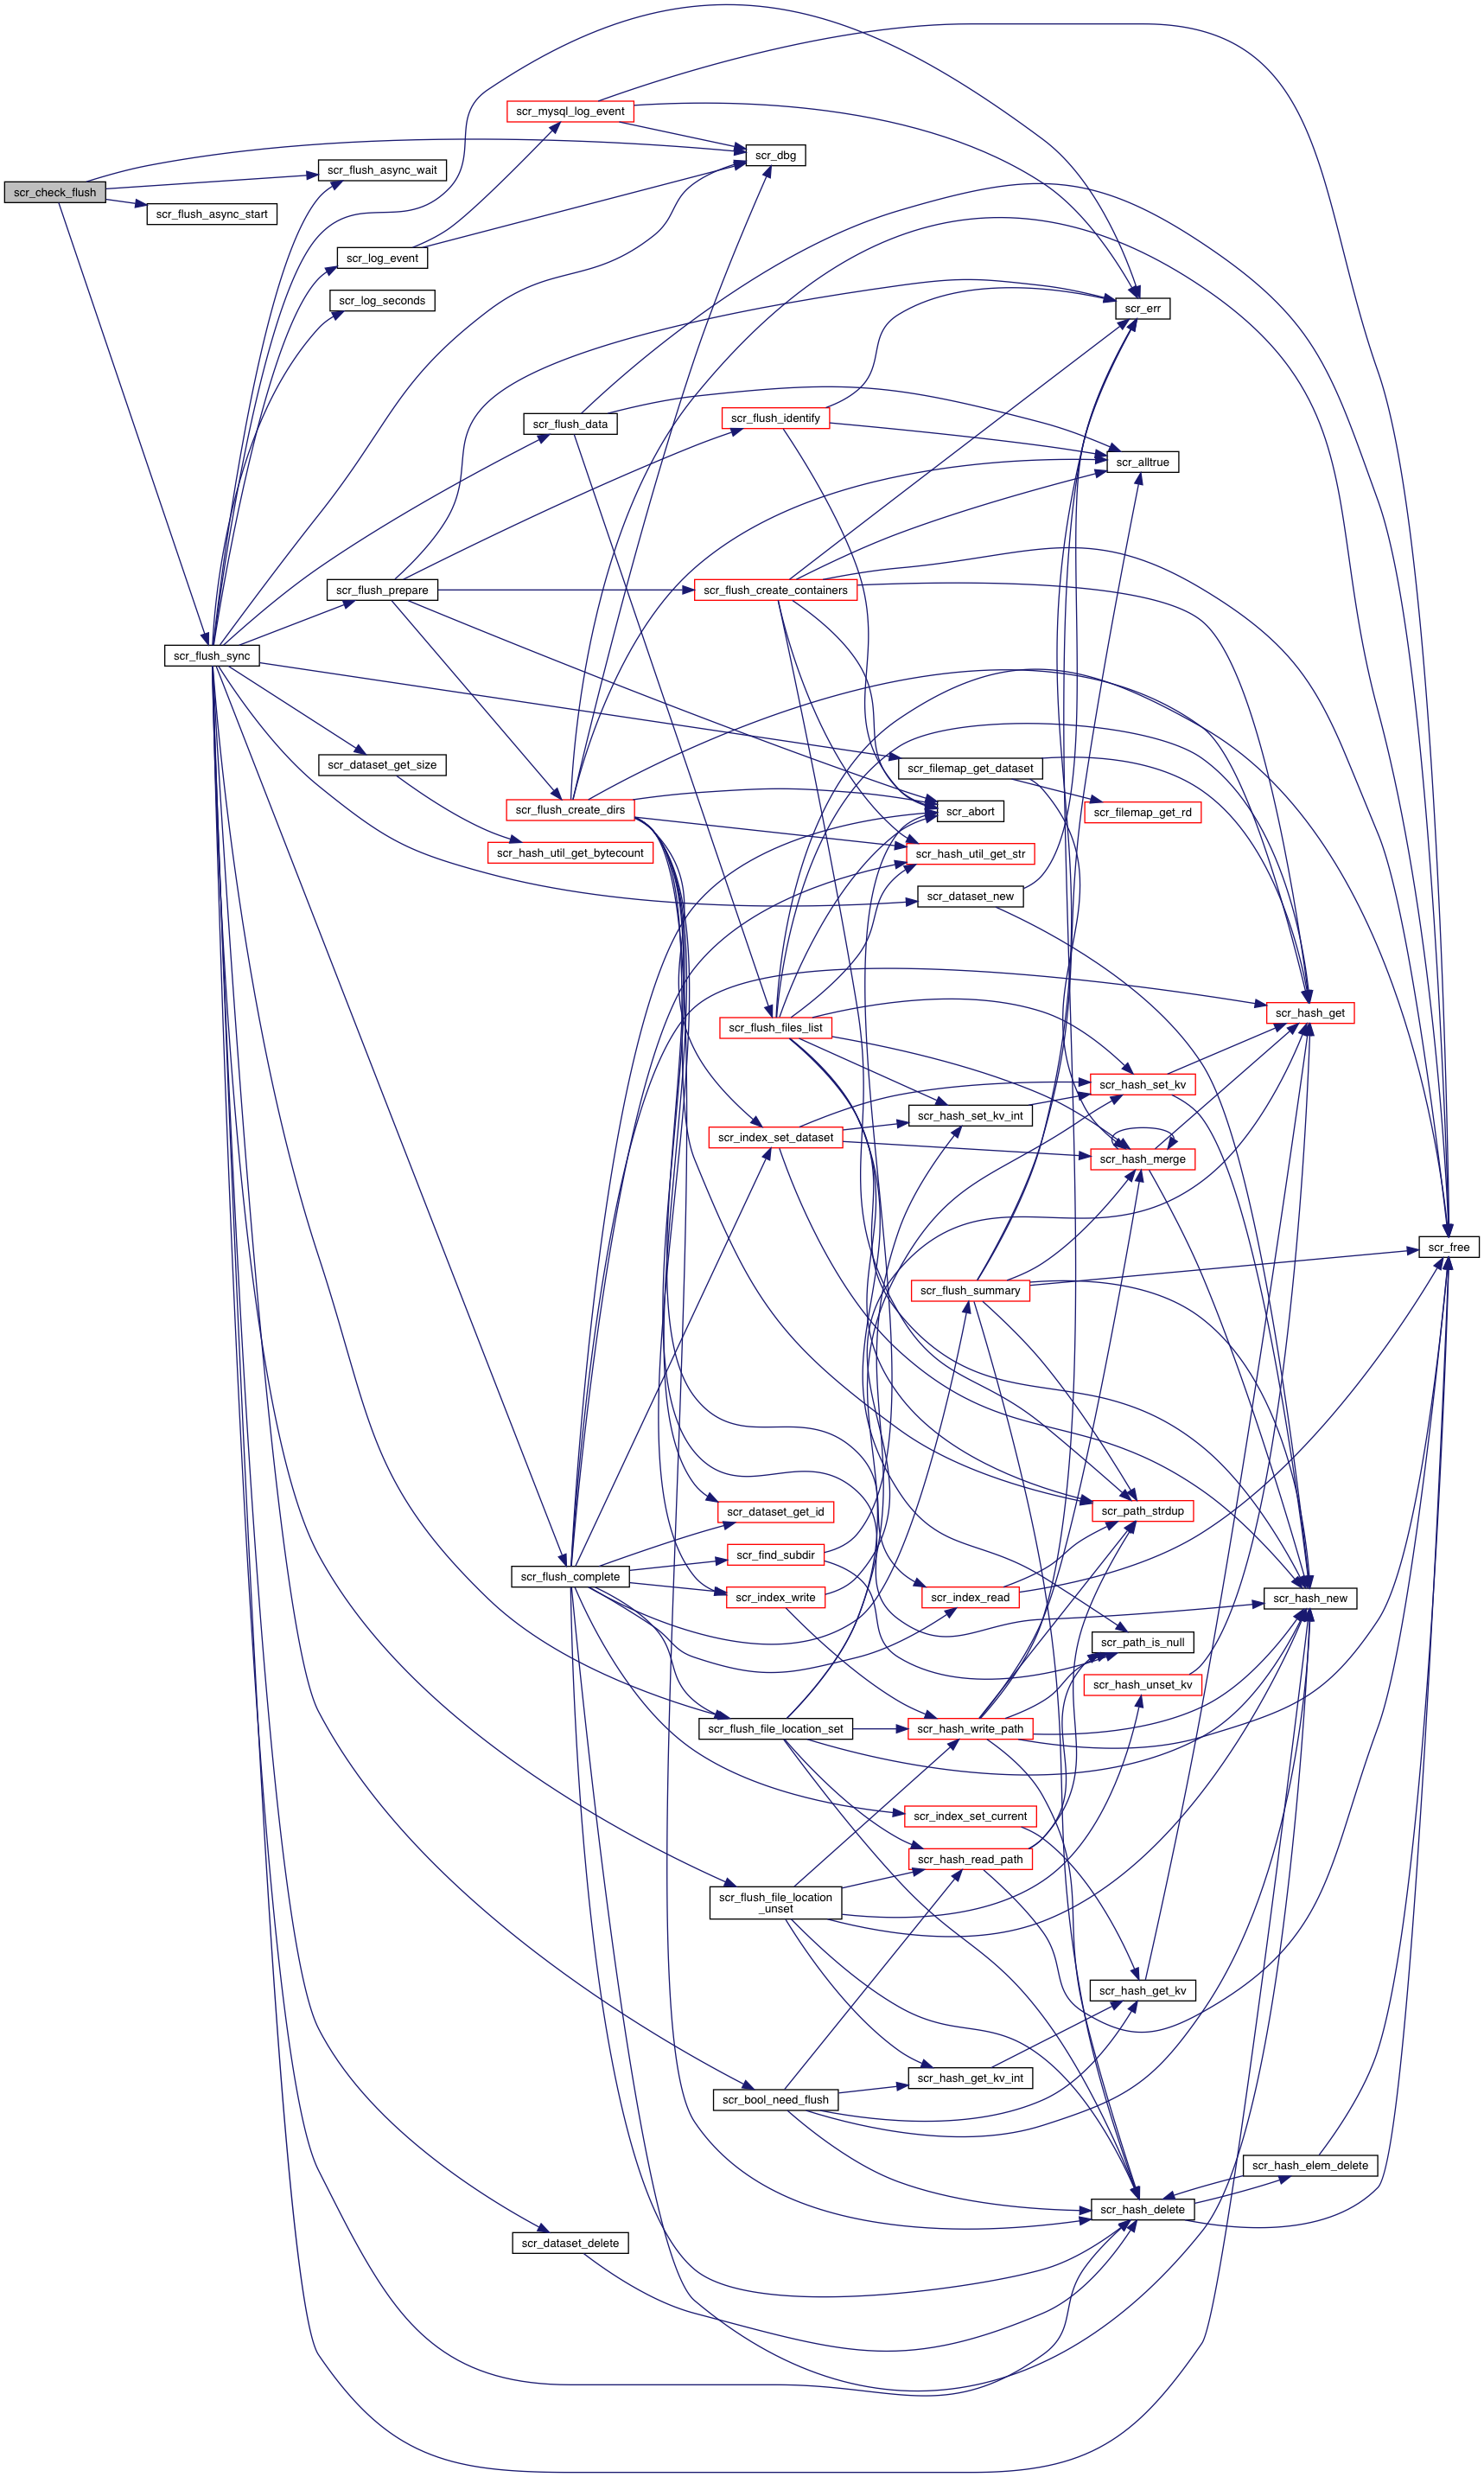 scr_mysql_log_event
scr_dbg
scr_flush_async_wait
scr_check_flush
scr_flush_async_start
scr_log_event
scr_log_seconds
scr_err
scr_flush_identify
scr_flush_data
scr_alltrue
scr_flush_prepare
scr_flush_create_containers
scr_flush_sync
scr_dataset_get_size
scr_filemap_get_dataset
scr_flush_create_dirs
scr_abort
scr_filemap_get_rd
scr_hash_util_get_bytecount
scr_hash_util_get_str
scr_dataset_new
scr_hash_get
scr_flush_files_list
scr_hash_set_kv
scr_hash_set_kv_int
scr_index_set_dataset
scr_hash_merge
scr_free
scr_flush_summary
scr_dataset_get_id
scr_path_strdup
scr_find_subdir
scr_flush_complete
scr_index_write
scr_index_read
scr_hash_new
scr_path_is_null
scr_hash_unset_kv
scr_flush_file_location_set
scr_hash_write_path
scr_index_set_current
scr_hash_read_path
scr_flush_file_location
_unset
scr_hash_get_kv
scr_hash_get_kv_int
scr_bool_need_flush
scr_hash_elem_delete
scr_hash_delete
scr_dataset_delete